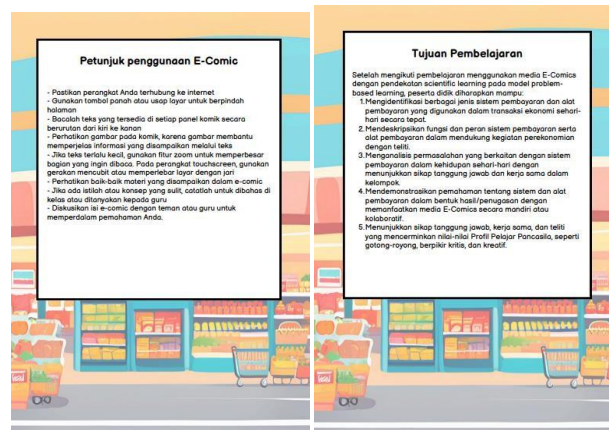 Petunjuk penggunaan E-Comic
- Pastikan perangkat Anda terhubung ke internet
- Gunakan tombol panah atau usap layar untuk berpindah
halaman
- Bacalah teks yang tersedia di setiap panel komik secara
berurutan dari kiri ke kanan
- Perhatikan gambar pada komik, karena gambar membantu
memperjelas informasi yang disampaikan melalui teks
- Jika teks terlalu kecil, gunakan fitur zoom untuk memperbesar
bagian yang ingin dibaca. Pada perangkat touchscreen, gunakan
gerakan mencubit atau memperlebar layar dengan jari
- Perhatikan baik-baik materi yang disampaikan dalam e-comic
- Jika ada istilah atau konsep yang sulit, catatlah untuk dibahas di
kelas atau ditanyakan kepada guru
- Diskusikan isi e-comic dengan teman atau guru untuk
memperdalam pemahaman Anda.
Tujuan Pembelajaran
Setelah mengikuti pembelajaran menggunakan media E-Comics
dengan pendekatan scientific learning pada model problem-
based learning, peserta didik diharapkan mampu:
1. Mengidentifikasi berbagai jenis sistem pembayaran dan alat
pembayaran yang digunakan dalam transaksi ekonomi sehari-
hari secara tepat.
2. Mendeskripsikan fungsi dan peran sistem pembayaran serta
alat pembayaran dalam mendukung kegiatan perekonomian
dengan teliti.
3. Menganalisis permasalahan yang berkaitan dengan sistem
pembayaran dalam kehidupan sehari-hari dengan
menunjukkan sikap tanggung jawab dan kerja sama dalam
kelompok.
4. Mendemonstrasikan pemahaman tentang sistem dan alat
pembayaran dalam bentuk hasil/penugasan dengan
memanfaatkan media E-Comics secara mandiri atau
kolaboratif.
5. Menunjukkan sikap tanggung jawab, kerja sama, dan teliti
yang mencerminkan nilai-nilai Profil Pelajar Pancasila, seperti
gotong-royong, berpikir kritis, dan kreatif.